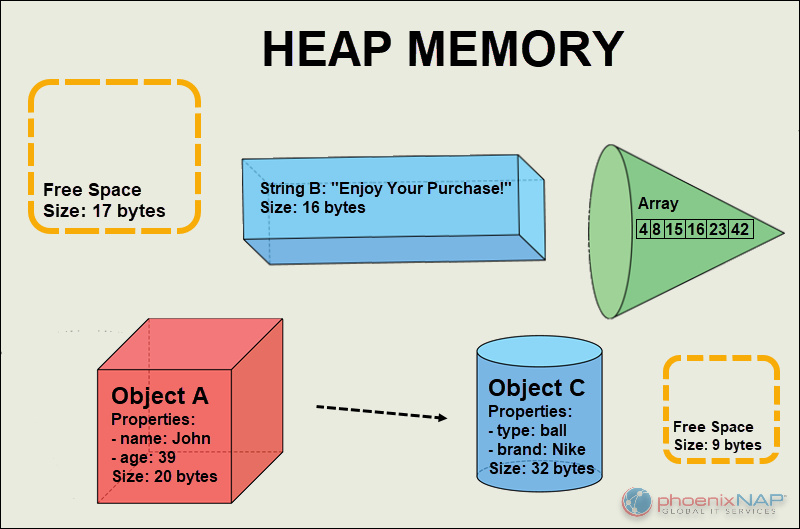 HEAP MEMORY
Free Space
Size: 17 bytes
String B: "Enjoy Your Purchase!"
Size: 16 bytes
Array
4 8 15 16 23 42
Object A
Properties:
- name: John
- age: 39
Size: 20 bytes
Object C
Properties:
- type: ball
- brand: Nike
Size: 32 bytes
Free Space
Size: 9 bytes
phoenixNAP
GLOBAL IT SERVICES